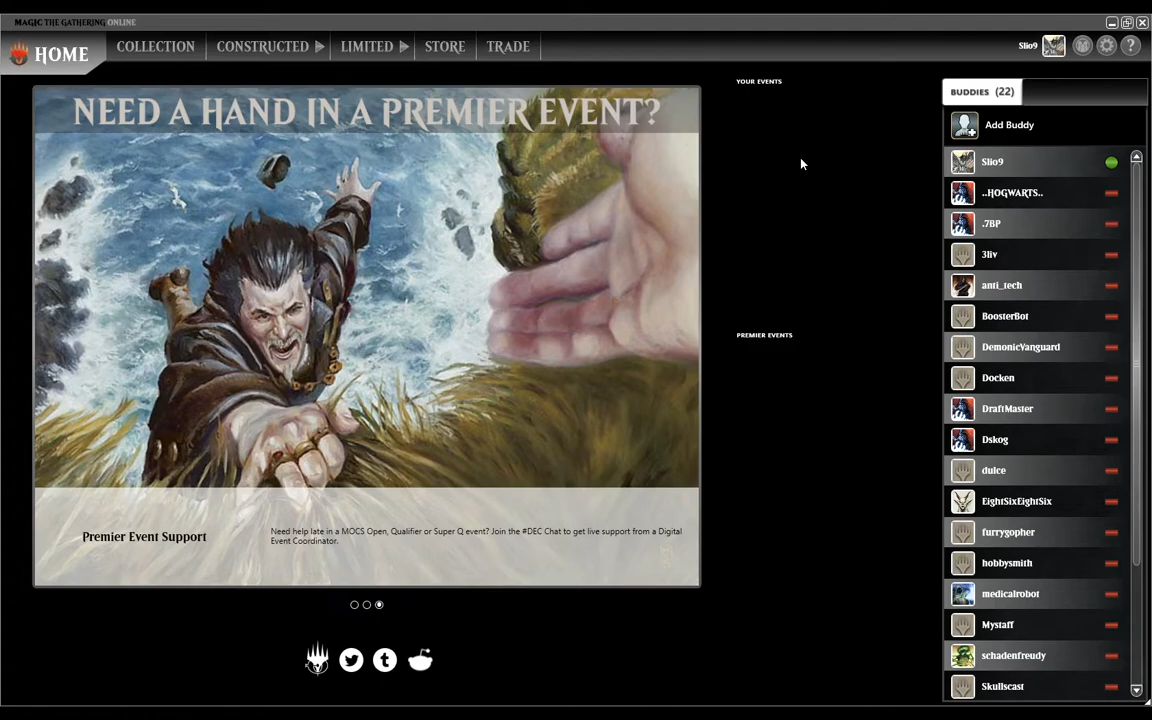 MAGIC THE GATHERING ONLINE
HOME
COLLECTION
CONSTRUCTED
LIMITED
STORE
TRADE
Slio9
NEED A HAND IN A PREMIER EVENT?
Premier Event Support
Need help late in a MOCS Open, Qualifier or Super Q event? Join the #DEC Chat to get live support from a Digital
Event Coordinator.
YOUR EVENTS
PREMIER EVENTS
BUDDIES (22)
Add Buddy
Slio9
..HOGWARTS..
.7BP
3liv
anti_tech
BoosterBot
DemonicVanguard
Docken
DraftMaster
Dskog
dulce
EightSixEightSix
furrygopher
hobbysmith
medicalrobot
Mystaff
schadenfreudy
Skullscast